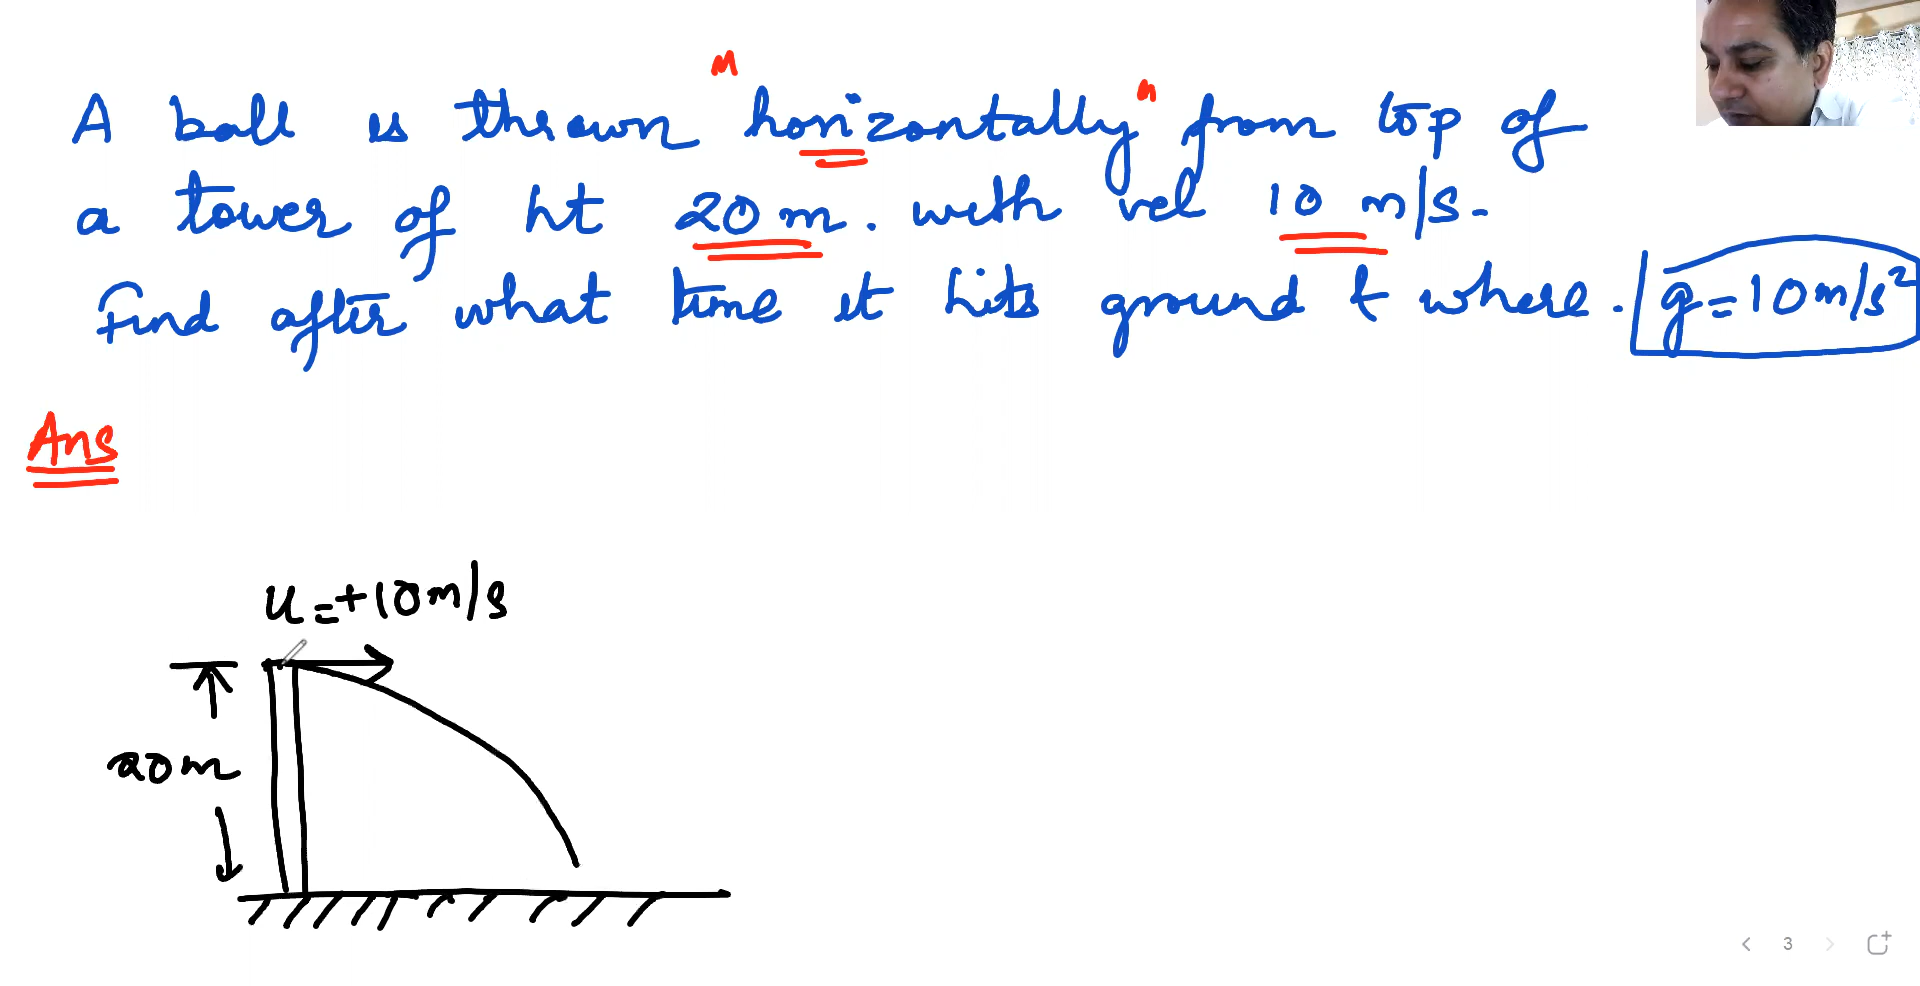 A ball is thrown "horizontally" from top of
a tower of ht 20 m. with vel 10 m/s.
Find after what time it hits ground & where. g=10m/s²
Ans
u=+10m/s
20m
3